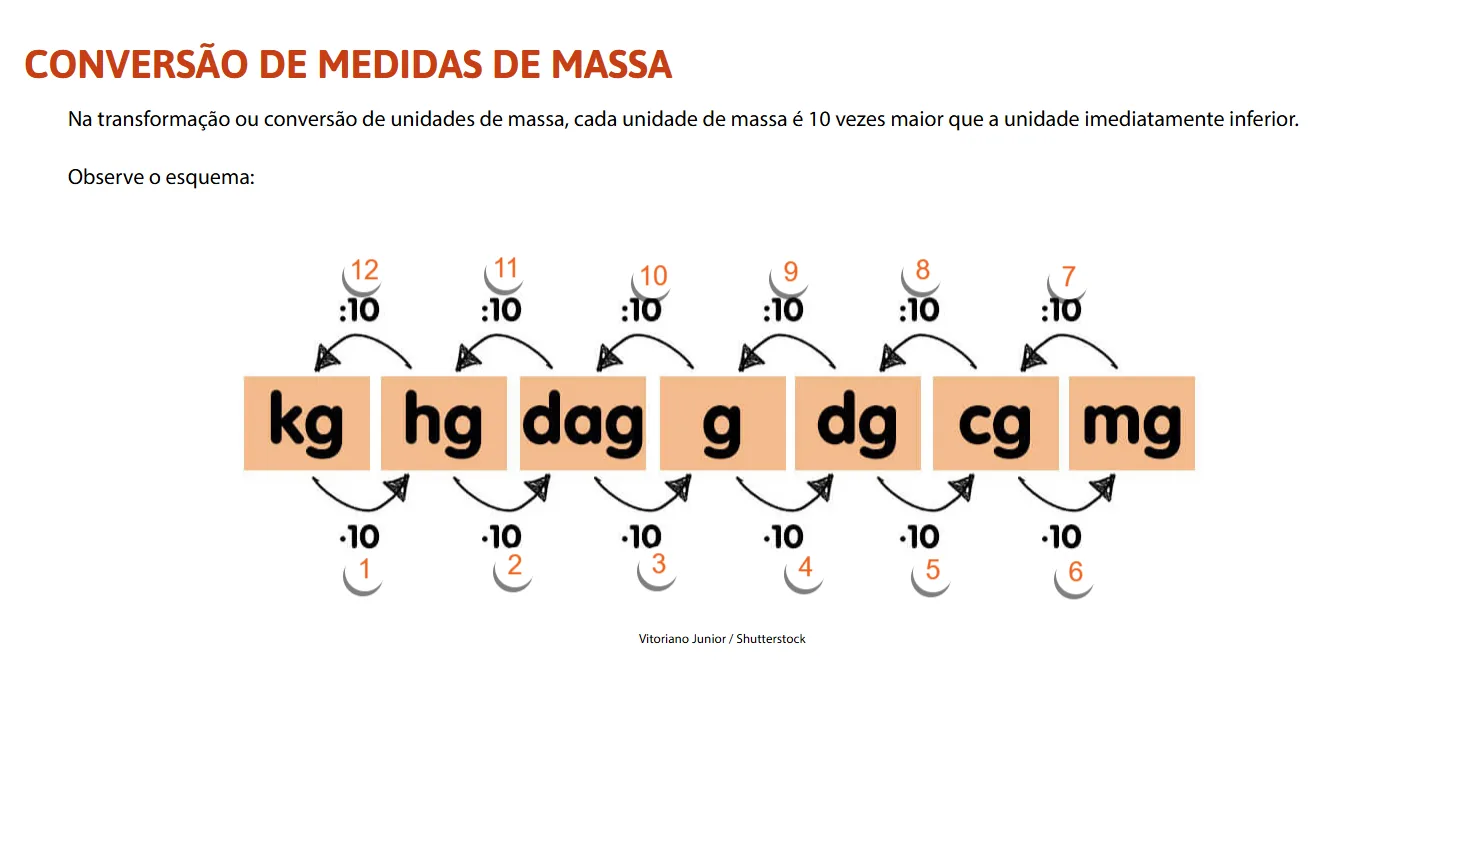 CONVERSÃO DE MEDIDAS DE MASSA
Na transformação ou conversão de unidades de massa, cada unidade de massa é 10 vezes maior que a unidade imediatamente inferior.
Observe o esquema:
12 11 10 9 8 7
:10 :10 :10 :10 :10 :10
kg hg dag g dg cg mg
·10 ·10 ·10 ·10 ·10 ·10
1 2 3 4 5 6
Vitoriano Junior / Shutterstock